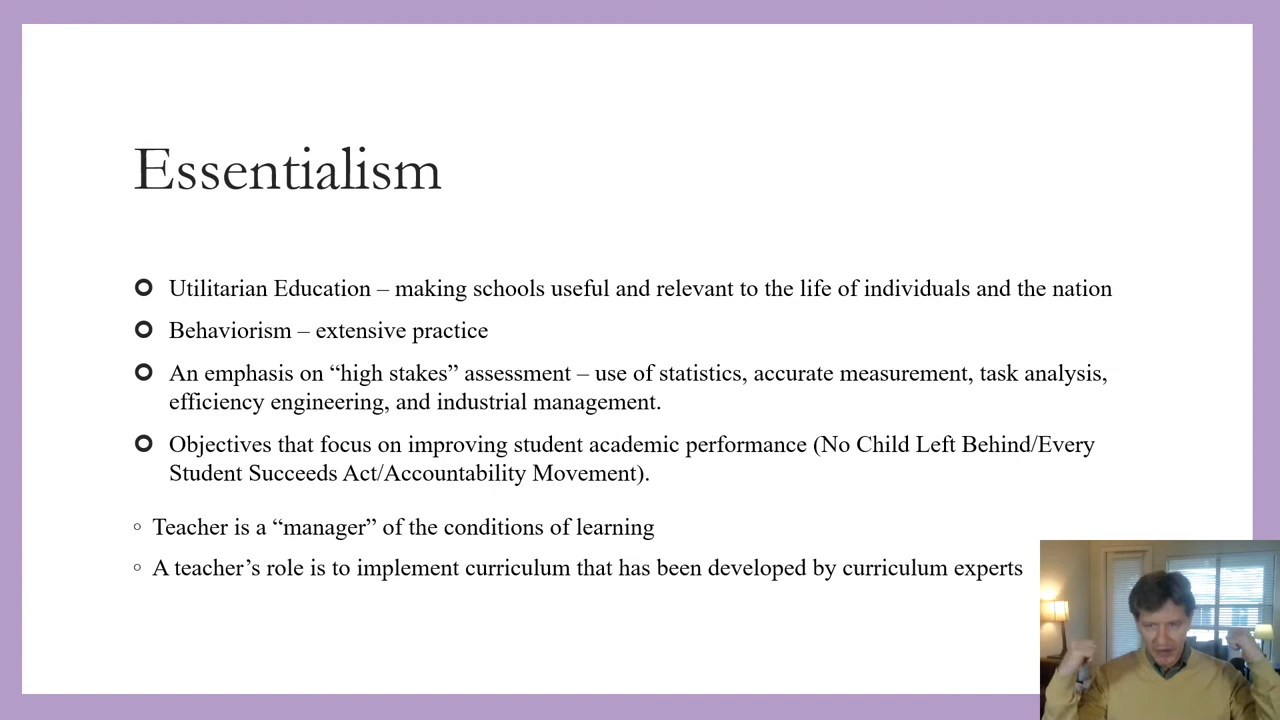 Essentialism
Utilitarian Education – making schools useful and relevant to the life of individuals and the nation
Behaviorism – extensive practice
An emphasis on “high stakes” assessment – use of statistics, accurate measurement, task analysis,
efficiency engineering, and industrial management.
Objectives that focus on improving student academic performance (No Child Left Behind/Every
Student Succeeds Act/Accountability Movement).
Teacher is a “manager” of the conditions of learning
A teacher’s role is to implement curriculum that has been developed by curriculum experts